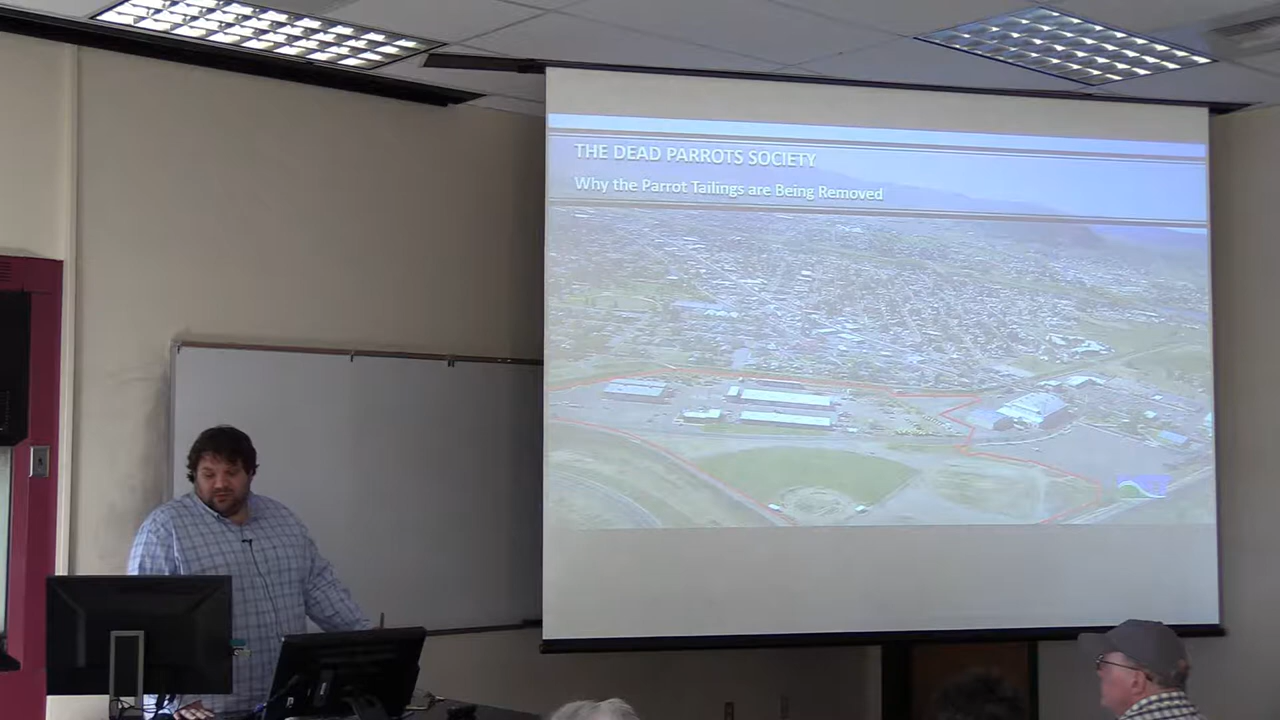 THE DEAD PARROTS SOCIETY
Why the Parrot Tailings are Being Removed